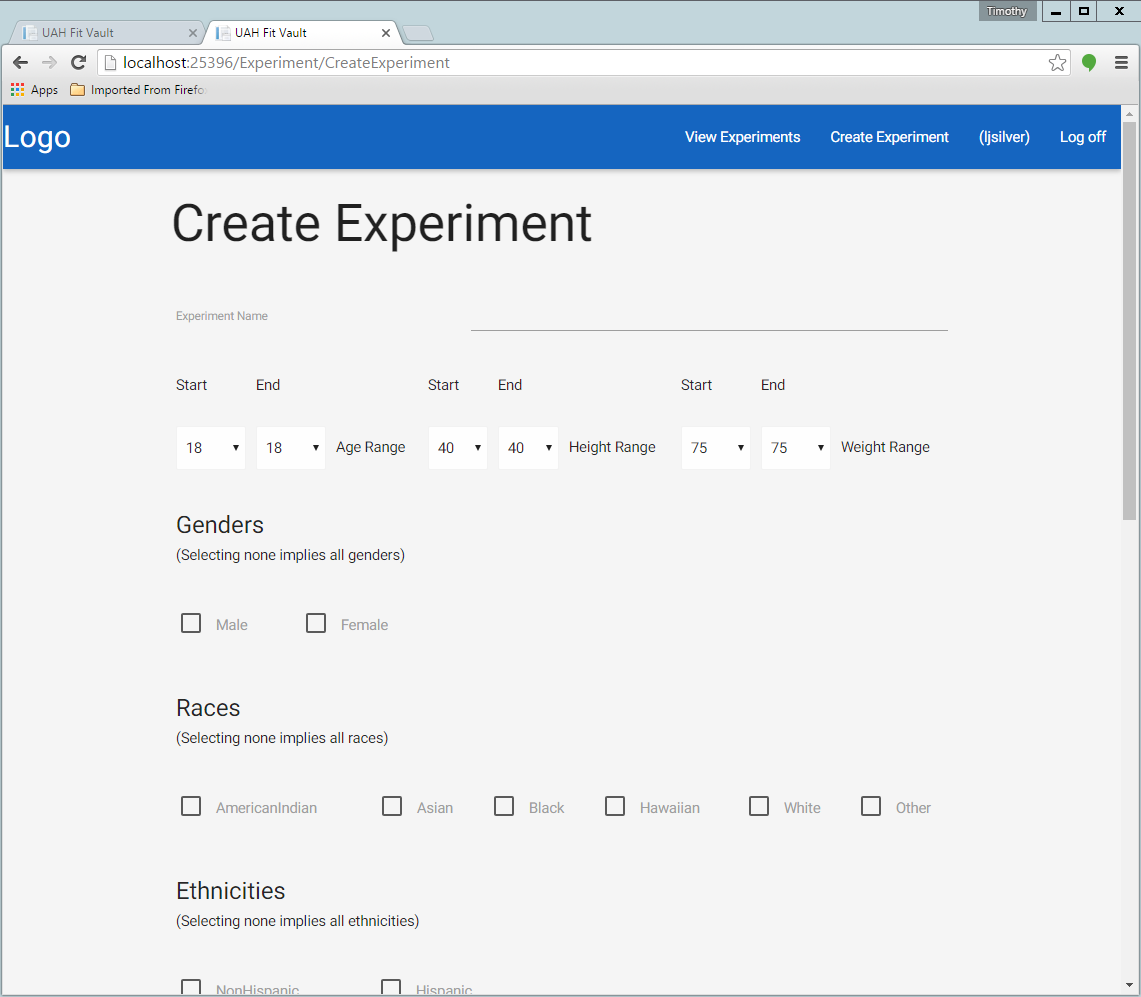 Timothy
UAH Fit Vault
UAH Fit Vault
localhost:25396/Experiment/CreateExperiment
Apps Imported From Firefo
Logo View Experiments Create Experiment (ljsilver) Log off
Create Experiment
Experiment Name
Start End Start End Start End
18 18 Age Range 40 40 Height Range 75 75 Weight Range
Genders
(Selecting none implies all genders)
Male Female
Races
(Selecting none implies all races)
AmericanIndian Asian Black Hawaiian White Other
Ethnicities
(Selecting none implies all ethnicities)
NonHispanic Hispanic